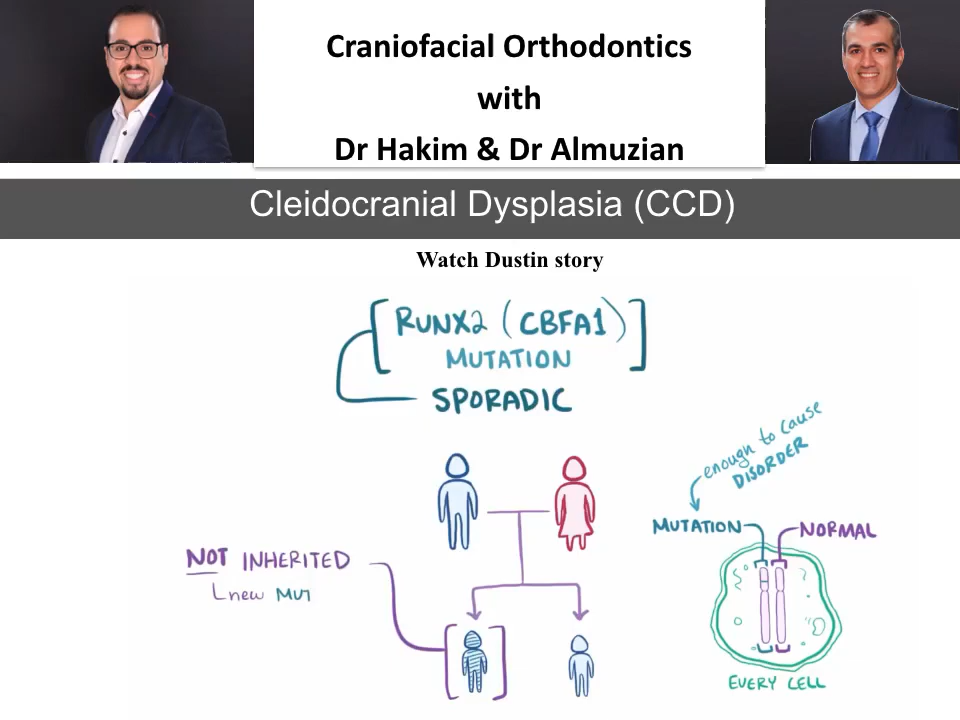 Craniofacial Orthodontics
with
Dr Hakim & Dr Almuzian
Cleidocranial Dysplasia (CCD)
Watch Dustin story
RUNX2 (CBFA1)
MUTATION
SPORADIC
enough to cause
DISORDER
MUTATION
NORMAL
NOT INHERITED
new MUT
EVERY CELL